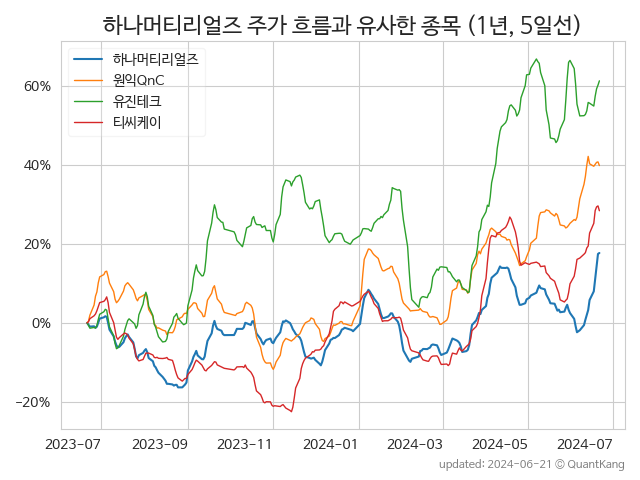 하나머티리얼즈 주가 흐름과 유사한 종목 (1년, 5일선)
하나머티리얼즈
원익QnC
유진테크
티씨케이
60%
40%
20%
0%
−20%
2023-07
2023-09
2023-11
2024-01
2024-03
2024-05
2024-07
updated: 2024-06-21 © QuantKang